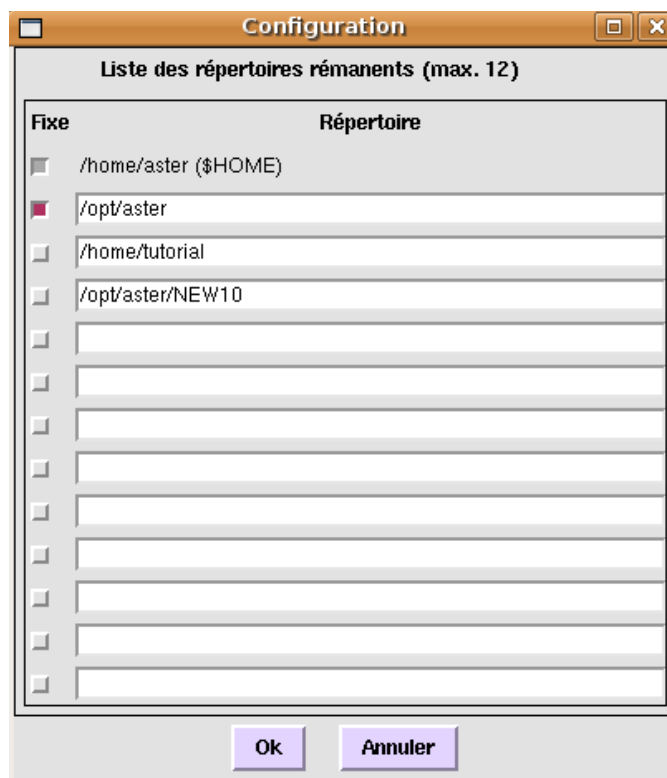 Configuration
Liste des répertoires rémanents (max. 12)
Fixe Répertoire
/home/aster ($HOME)
/opt/aster
/home/tutorial
/opt/aster/NEW10
Ok Annuler